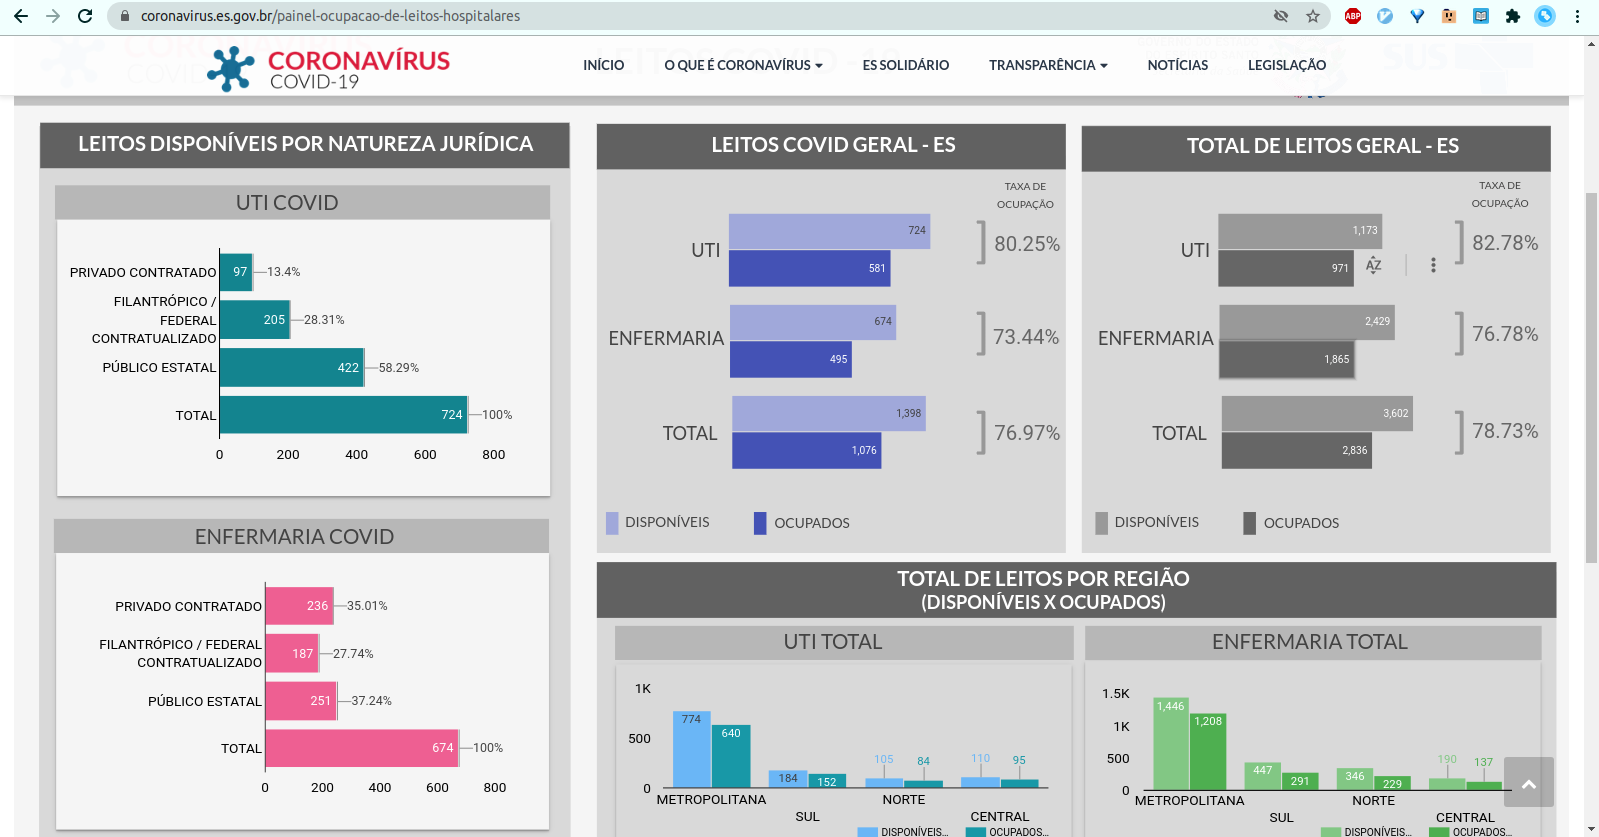 coronavirus.es.gov.br/painel-ocupacao-de-leitos-hospitalares
ABP
CORONAVÍRUS
COVID-19
INÍCIO
O QUE É CORONAVÍRUS
ES SOLIDÁRIO
TRANSPARÊNCIA
NOTÍCIAS
LEGISLAÇÃO
LEITOS DISPONÍVEIS POR NATUREZA JURÍDICA
UTI COVID
PRIVADO CONTRATADO 97 13.4%
FILANTRÓPICO /
FEDERAL 205 28.31%
CONTRATUALIZADO
PÚBLICO ESTATAL 422 58.29%
TOTAL 724 100%
0 200 400 600 800
ENFERMARIA COVID
PRIVADO CONTRATADO 236 35.01%
FILANTRÓPICO / FEDERAL
CONTRATUALIZADO 187 27.74%
PÚBLICO ESTATAL 251 37.24%
TOTAL 674 100%
0 200 400 600 800
LEITOS COVID GERAL - ES
TAXA DE
OCUPAÇÃO
UTI 724 581 80.25%
ENFERMARIA 674 495 73.44%
TOTAL 1,398 1,076 76.97%
DISPONÍVEIS OCUPADOS
TOTAL DE LEITOS GERAL - ES
TAXA DE
OCUPAÇÃO
UTI 1,173 971 AZ 82.78%
ENFERMARIA 2,429 1,865 76.78%
TOTAL 3,602 2,836 78.73%
DISPONÍVEIS OCUPADOS
TOTAL DE LEITOS POR REGIÃO
(DISPONÍVEIS X OCUPADOS)
UTI TOTAL
1K
500
0
774 640
184 152
105 84
110 95
METROPOLITANA NORTE
SUL CENTRAL
DISPONÍVEIS... OCUPADOS...
ENFERMARIA TOTAL
1.5K
1K
500
0
1,446 1,208
447 291
346 229
190 137
METROPOLITANA NORTE
SUL CENTRAL
DISPONÍVEIS... OCUPADOS...